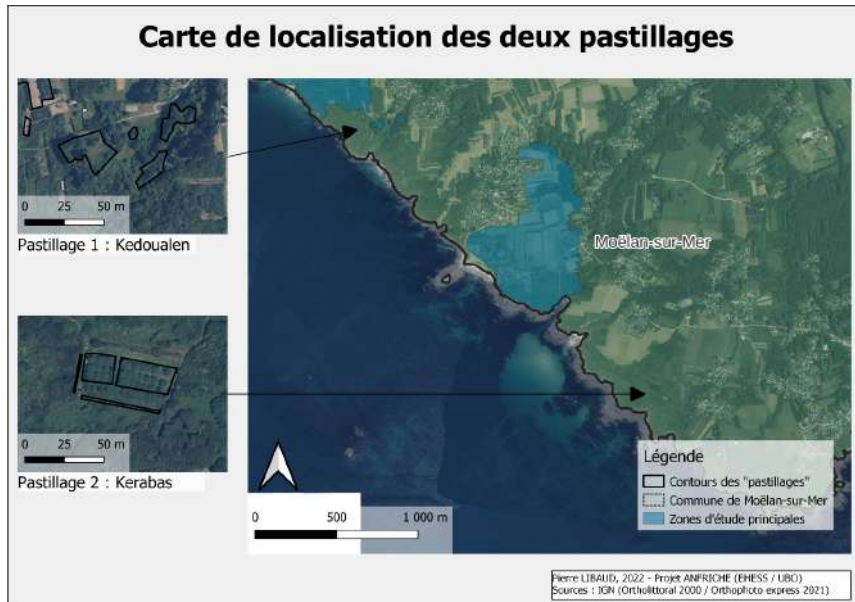 Carte de localisation des deux pastillages
0 25 50 m
Pastillage 1 : Kedoualen
0 25 50 m
Pastillage 2 : Kerabas
Moëlan-sur-Mer
0 500 1 000 m
Légende
Contours des "pastillages"
Commune de Moëlan-sur-Mer
Zones d'étude principales
Pierre LIBAUD, 2022 - Projet ANFRICHE (EHESS / UBO)
Sources : IGN (Ortholittoral 2000 / Orthophoto express 2021)